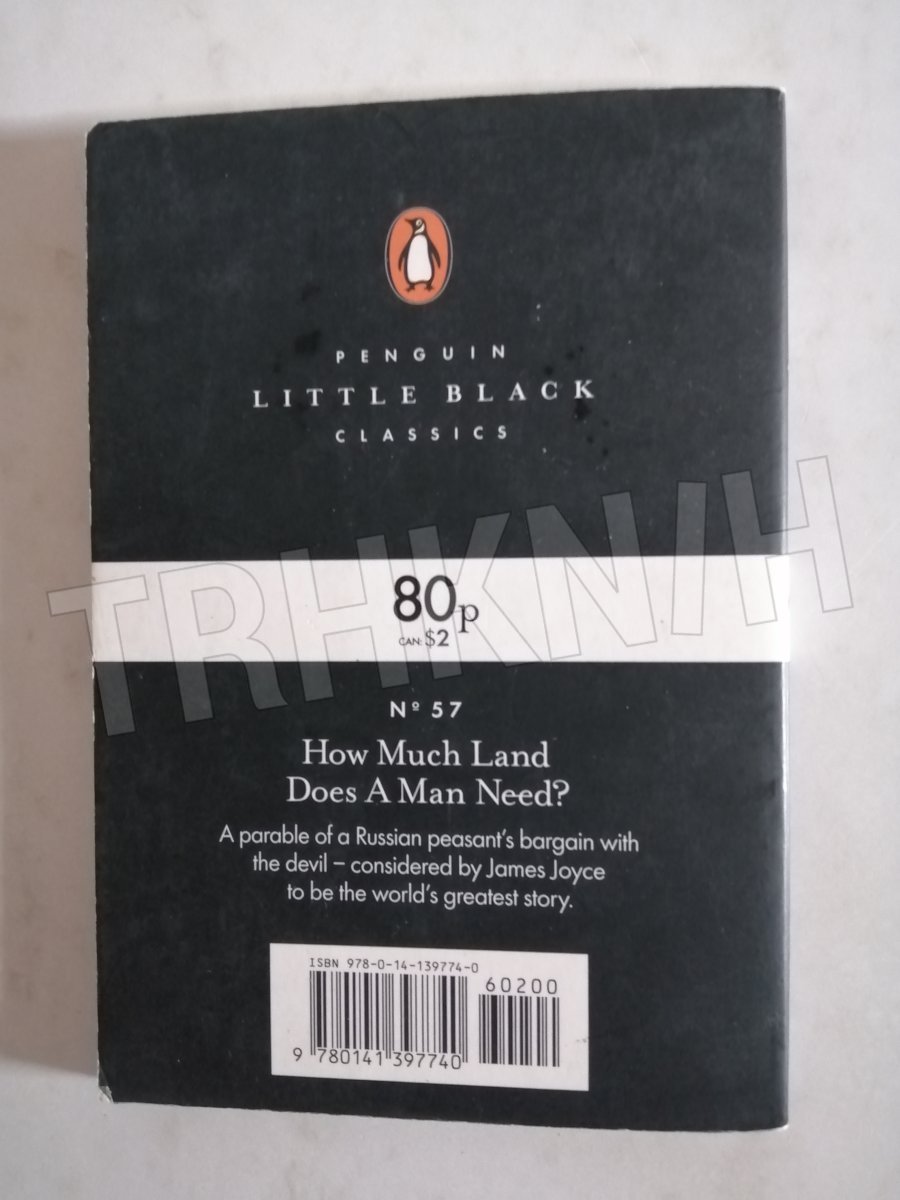 PENGUIN
LITTLE BLACK
CLASSICS
TRHKN/H
80p
CAN. $2
Nº 57
How Much Land
Does A Man Need?
A parable of a Russian peasant's bargain with
the devil – considered by James Joyce
to be the world's greatest story.
ISBN 978-0-14-139774-0
60200
9 780141 397740